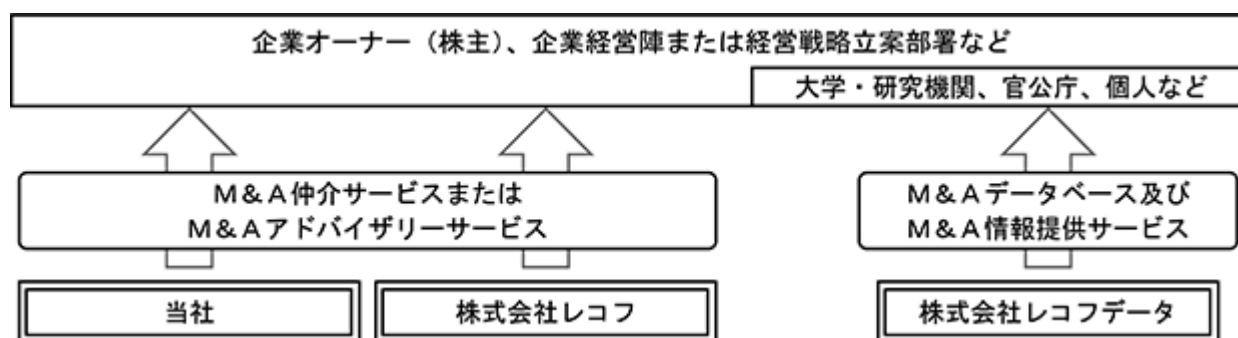 企業オーナー（株主）、企業経営陣または経営戦略立案部署など
大学・研究機関、官公庁、個人など
Ｍ＆Ａ仲介サービスまたは
Ｍ＆Ａアドバイザリーサービス
Ｍ＆Ａデータベース及び
Ｍ＆Ａ情報提供サービス
当社
株式会社レコフ
株式会社レコフデータ